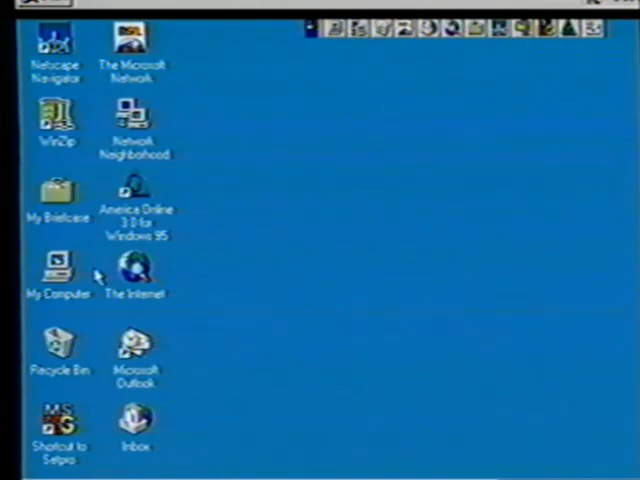 Netscape
Navigator
The Microsoft
Network
WinZip
Network
Neighborhood
My Briefcase
America Online
3.0 for
Windows 95
My Computer
The Internet
Recycle Bin
Microsoft
Outlook
Shortcut to
Setpro
Inbox